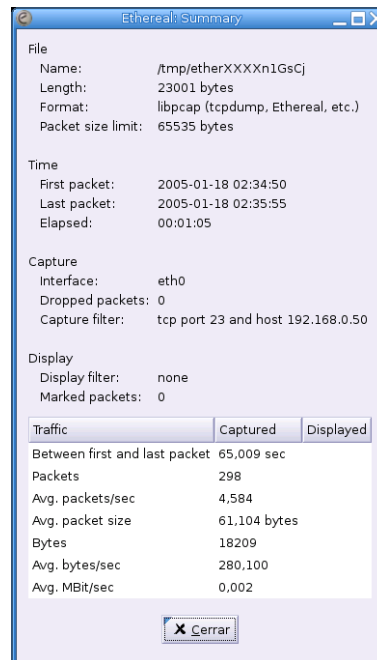 Ethereal: Summary
File
Name: /tmp/etherXXXXn1GsCj
Length: 23001 bytes
Format: libpcap (tcpdump, Ethereal, etc.)
Packet size limit: 65535 bytes
Time
First packet: 2005-01-18 02:34:50
Last packet: 2005-01-18 02:35:55
Elapsed: 00:01:05
Capture
Interface: eth0
Dropped packets: 0
Capture filter: tcp port 23 and host 192.168.0.50
Display
Display filter: none
Marked packets: 0
Traffic Captured Displayed
Between first and last packet 65,009 sec
Packets 298
Avg. packets/sec 4,584
Avg. packet size 61,104 bytes
Bytes 18209
Avg. bytes/sec 280,100
Avg. MBit/sec 0,002
Cerrar